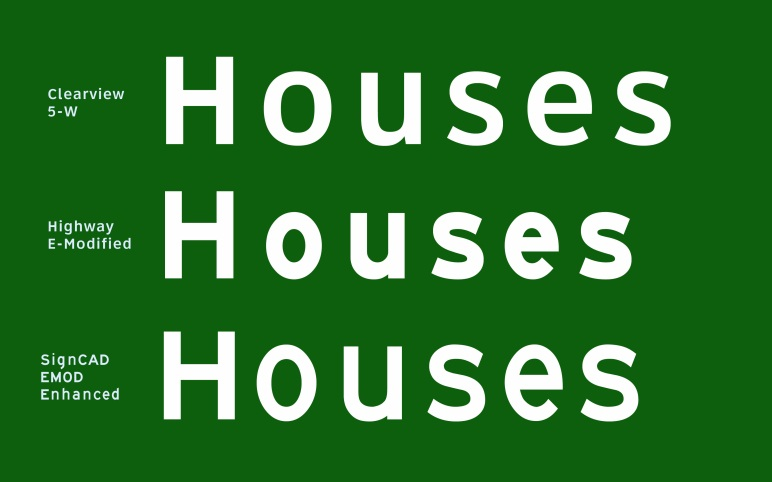 Clearview
5-W
Houses
Highway
E-Modified
Houses
SignCAD
EMOD
Enhanced
Houses